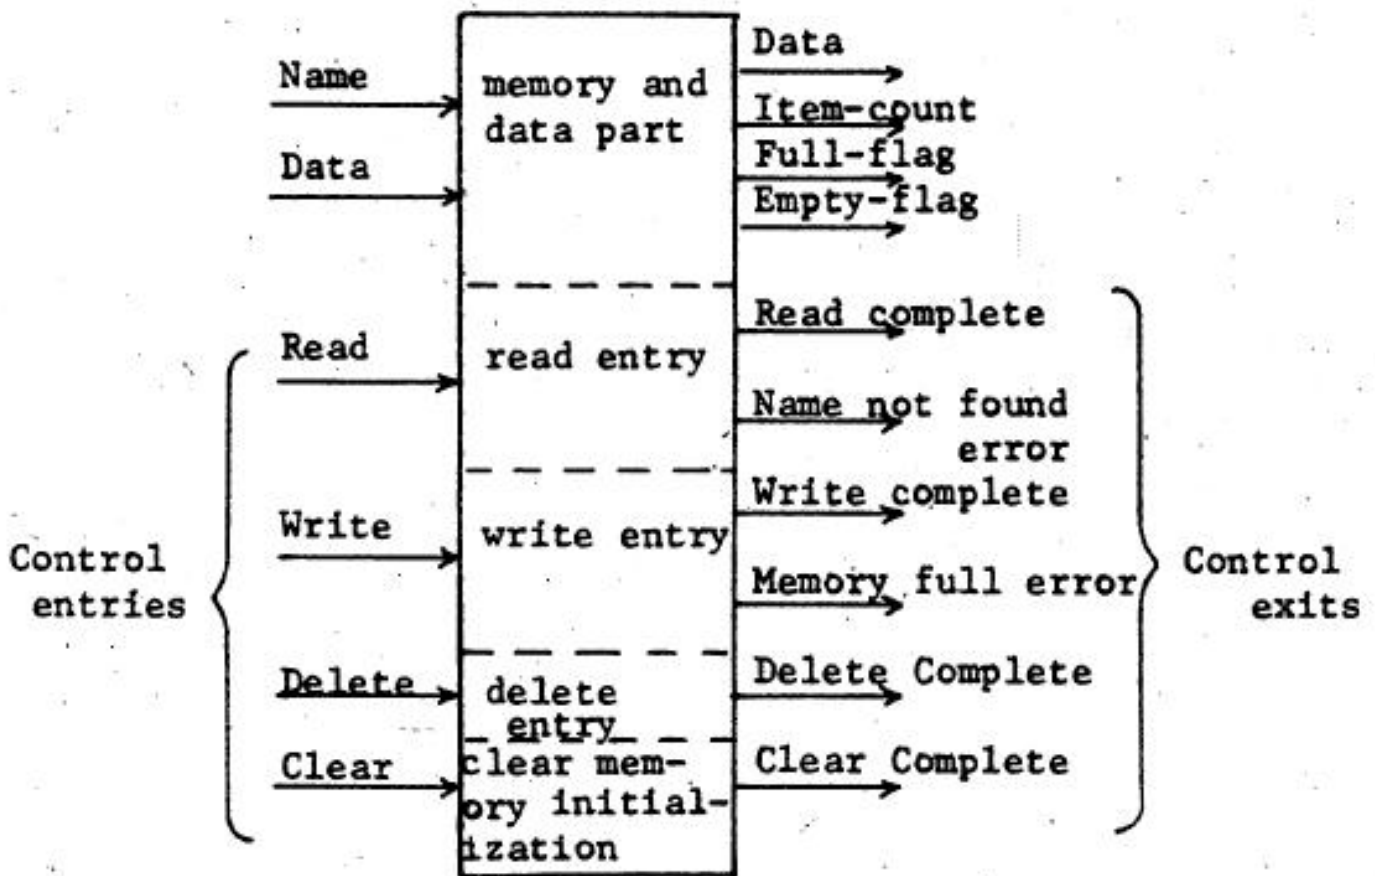 Name
Data
memory and
data part
Data
Item-count
Full-flag
Empty-flag
Control
entries
Read
read entry
Read complete
Name not found
error
Write
write entry
Write complete
Memory full error
Delete
delete
entry
Delete Complete
Clear
clear mem-
ory initial-
ization
Clear Complete
Control
exits